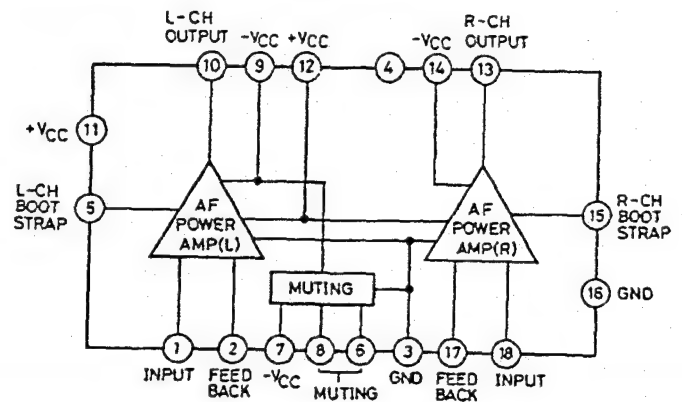 L-CH
OUTPUT
-VCC
+VCC
-VCC
R-CH
OUTPUT
10
9
12
4
14
13
+VCC
11
L-CH
BOOT
STRAP
5
AF
POWER
AMP(L)
AF
POWER
AMP(R)
15
R-CH
BOOT
STRAP
MUTING
16
GND
1
2
7
8
6
3
17
18
INPUT
FEED
BACK
-VCC
MUTING
GND
FEED
BACK
INPUT